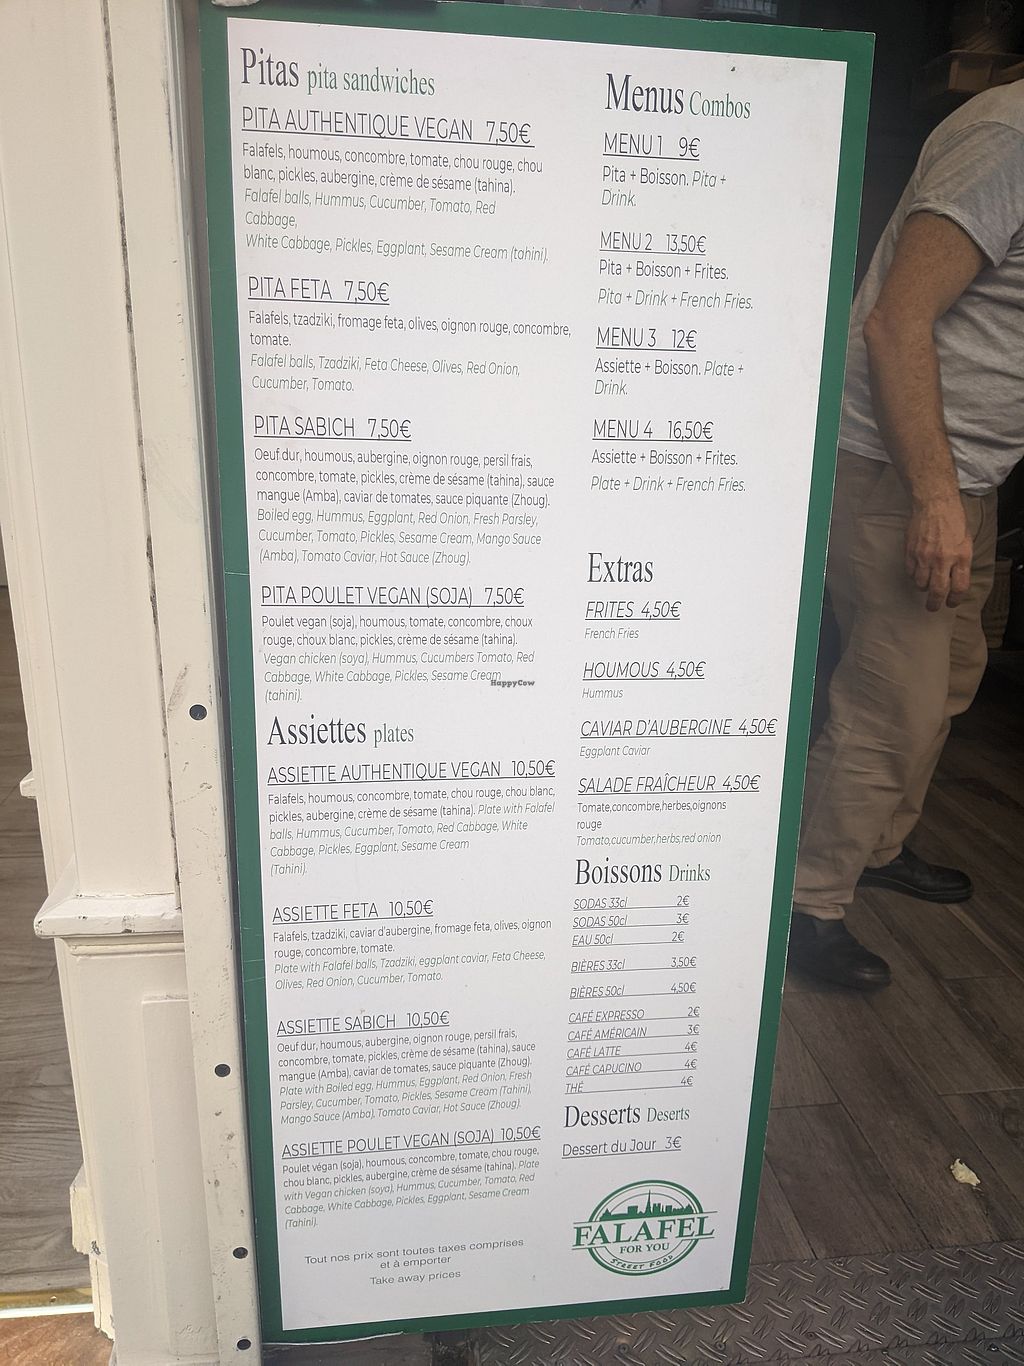 Pitas pita sandwiches
PITA AUTHENTIQUE VEGAN 7,50€
Falafels, houmous, concombre, tomate, chou rouge, chou
blanc, pickles, aubergine, crème de sésame (tahina).
Falafel balls, Hummus, Cucumber, Tomato, Red
Cabbage,
White Cabbage, Pickles, Eggplant, Sesame Cream (tahini).
PITA FETA 7,50€
Falafels, tzadziki, fromage feta, olives, oignon rouge, concombre,
tomate.
Falafel balls, Tzadziki, Feta Cheese, Olives, Red Onion,
Cucumber, Tomato.
PITA SABICH 7,50€
Oeuf dur, houmous, aubergine, oignon rouge, persil frais,
concombre, tomate, pickles, crème de sésame (tahina), sauce
mangue (Amba), caviar de tomates, sauce piquante (Zhoug).
Boiled egg, Hummus, Eggplant, Red Onion, Fresh Parsley,
Cucumber, Tomato, Pickles, Sesame Cream, Mango Sauce
(Amba), Tomato Caviar, Hot Sauce (Zhoug).
PITA POULET VEGAN (SOJA) 7,50€
Poulet vegan (soja), houmous, tomate, concombre, choux
rouge, choux blanc, pickles, crème de sésame (tahina).
Vegan chicken (soya), Hummus, Cucumbers Tomato, Red
Cabbage, White Cabbage, Pickles, Sesame Cream
(tahini).
HappyCow
Assiettes plates
ASSIETTE AUTHENTIQUE VEGAN 10,50€
Falafels, houmous, concombre, tomate, chou rouge, chou blanc,
pickles, aubergine, crème de sésame (tahina). Plate with Falafel
balls, Hummus, Cucumber, Tomato, Red Cabbage, White
Cabbage, Pickles, Eggplant, Sesame Cream
(Tahini).
ASSIETTE FETA 10,50€
Falafels, tzadziki, caviar d'aubergine, fromage feta, olives, oignon
rouge, concombre, tomate.
Plate with Falafel balls, Tzadziki, eggplant caviar, Feta Cheese,
Olives, Red Onion, Cucumber, Tomato.
ASSIETTE SABICH 10,50€
Oeuf dur, houmous, aubergine, oignon rouge, persil frais,
concombre, tomate, pickles, crème de sésame (tahina), sauce
mangue (Amba), caviar de tomates, sauce piquante (Zhoug).
Plate with Boiled egg, Hummus, Eggplant, Red Onion, Fresh
Parsley, Cucumber, Tomato, Pickles, Sesame Cream (Tahini),
Mango Sauce (Amba). Tomato Caviar, Hot Sauce (Zhoug).
ASSIETTE POULET VEGAN (SOJA) 10,50€
Poulet végan (soja), houmous, concombre, tomate, chou rouge,
chou blanc, pickles, aubergine, crème de sésame (tahina). Plate
with Vegan chicken (soya), Hummus, Cucumber, Tomato, Red
Cabbage, White Cabbage, Pickles, Eggplant, Sesame Cream
(Tahini).
Tout nos prix sont toutes taxes comprises
et à emporter
Take away prices
Menus Combos
MENU 1 9€
Pita + Boisson. Pita +
Drink.
MENU 2 13,50€
Pita + Boisson + Frites.
Pita + Drink + French Fries.
MENU 3 12€
Assiette + Boisson. Plate +
Drink.
MENU 4 16,50€
Assiette + Boisson + Frites.
Plate + Drink + French Fries.
Extras
FRITES 4,50€
French Fries
HOUMOUS 4,50€
Hummus
CAVIAR D'AUBERGINE 4,50€
Eggplant Caviar
SALADE FRAÎCHEUR 4,50€
Tomate,concombre,herbes,oignons
rouge
Tomato,cucumber,herbs,red onion
Boissons Drinks
SODAS 33cl 2€
SODAS 50cl 3€
EAU 50cl 2€
BIÈRES 33cl 3,50€
BIÈRES 50cl 4,50€
CAFÉ EXPRESSO 2€
CAFÉ AMÉRICAIN 3€
CAFÉ LATTE 4€
CAFÉ CAPUCINO 4€
THÉ 4€
Desserts Deserts
Dessert du Jour 3€
FALAFEL
FOR YOU
STREET FOOD